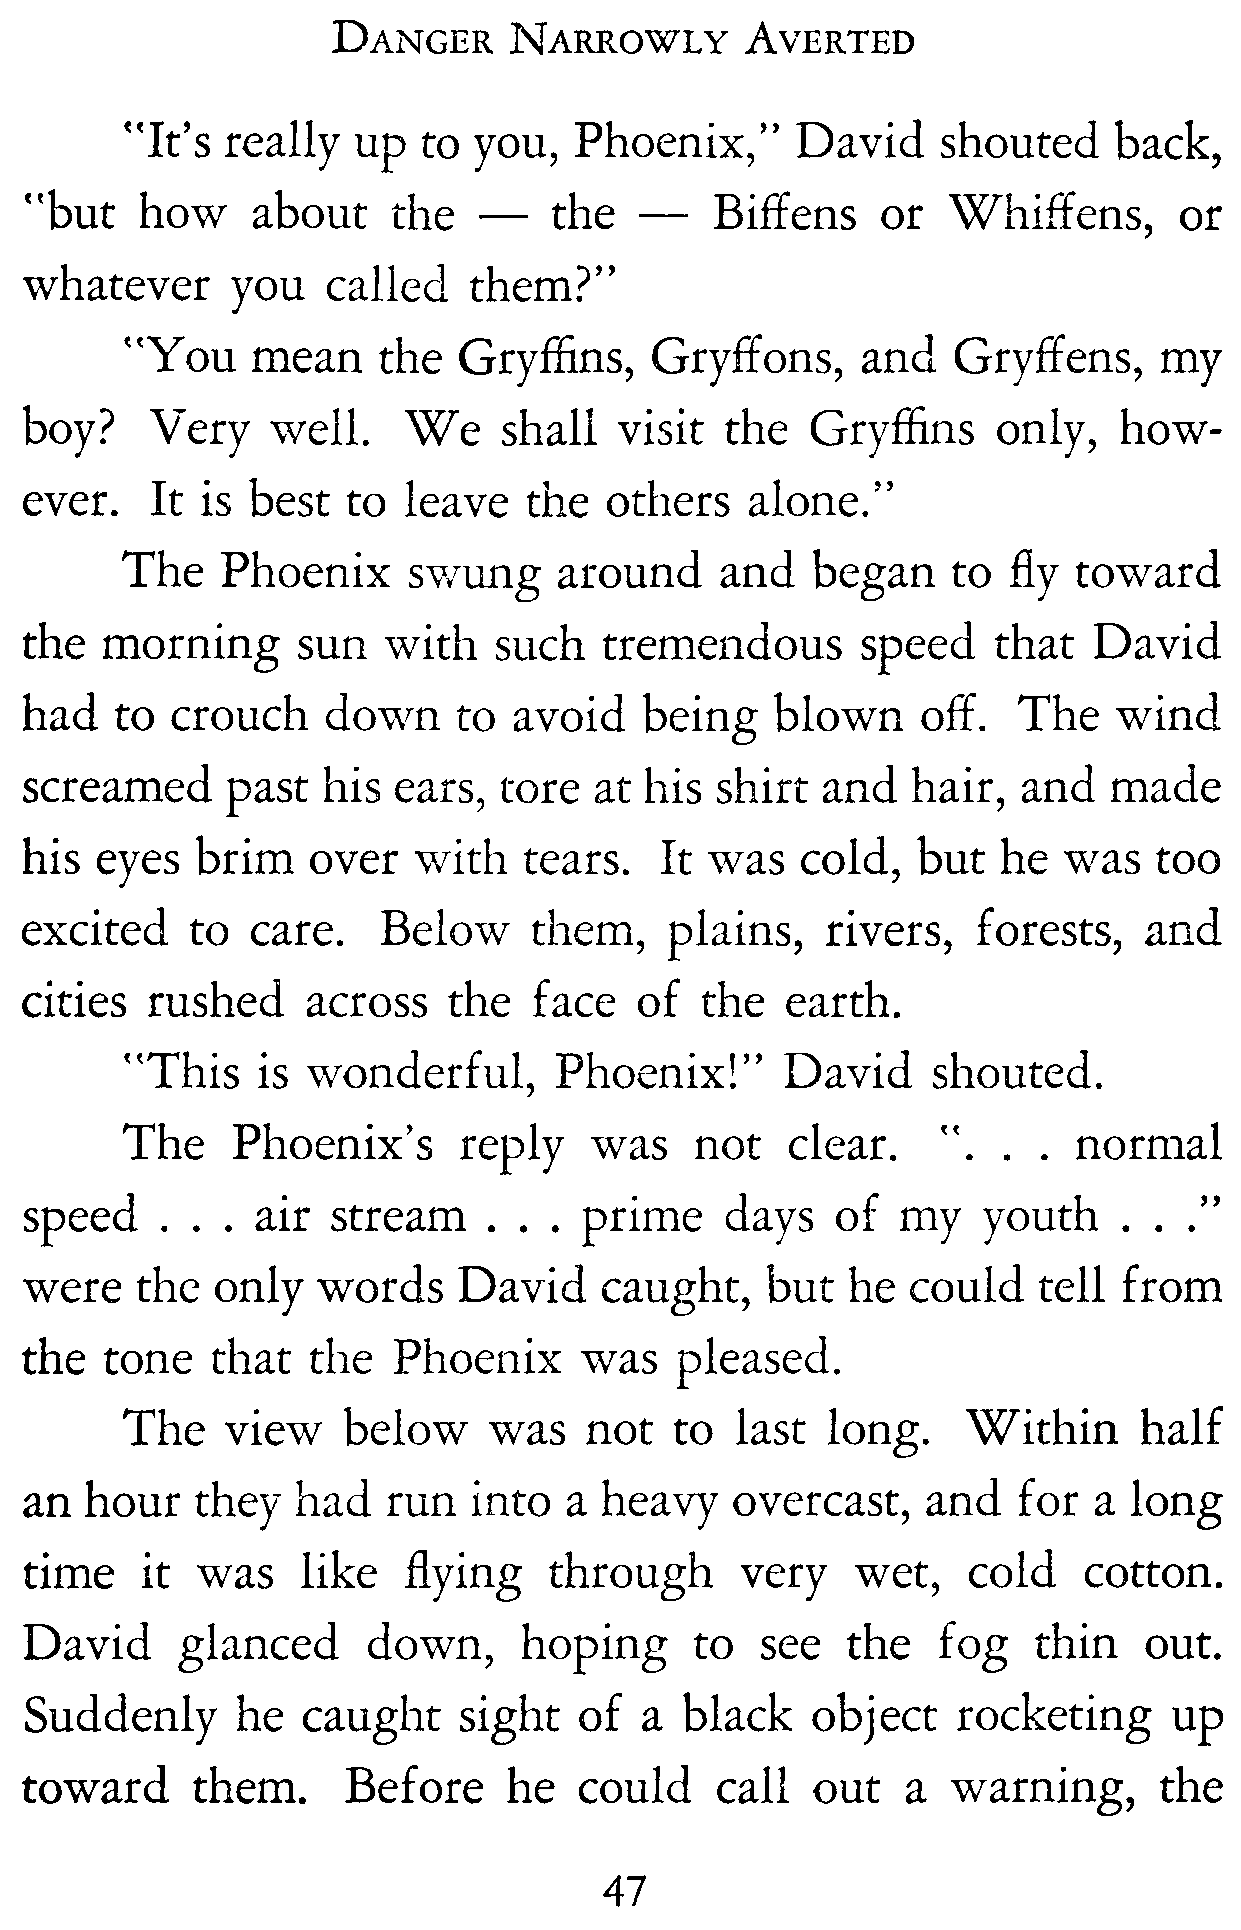 DANGER NARROWLY AVERTED
"It's really up to you, Phoenix," David shouted back,
"but how about the — the — Biffens or Whiffens, or
whatever you called them?"
"You mean the Gryffins, Gryffons, and Gryffens, my
boy? Very well. We shall visit the Gryffins only, how-
ever. It is best to leave the others alone."
The Phoenix swung around and began to fly toward
the morning sun with such tremendous speed that David
had to crouch down to avoid being blown off. The wind
screamed past his ears, tore at his shirt and hair, and made
his eyes brim over with tears. It was cold, but he was too
excited to care. Below them, plains, rivers, forests, and
cities rushed across the face of the earth.
"This is wonderful, Phoenix!" David shouted.
The Phoenix's reply was not clear. ". . . normal
speed . . . air stream . . . prime days of my youth . . ."
were the only words David caught, but he could tell from
the tone that the Phoenix was pleased.
The view below was not to last long. Within half
an hour they had run into a heavy overcast, and for a long
time it was like flying through very wet, cold cotton.
David glanced down, hoping to see the fog thin out.
Suddenly he caught sight of a black object rocketing up
toward them. Before he could call out a warning, the
47